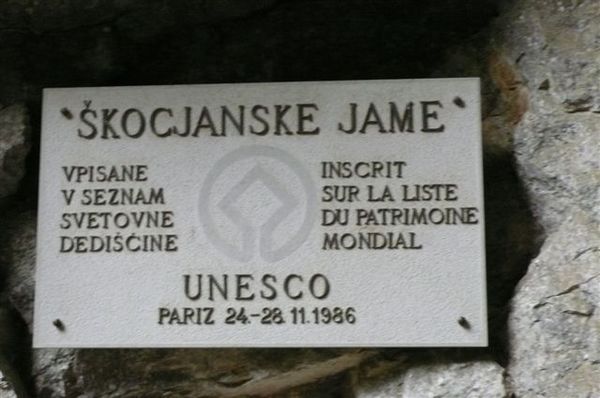 ŠKOCJANSKE JAME
VPISANE
V SEZNAM
SVETOVNE
DEDIŠČINE
INSCRIT
SUR LA LISTE
DU PATRIMOINE
MONDIAL
UNESCO
PARIZ 24.-28.11.1986